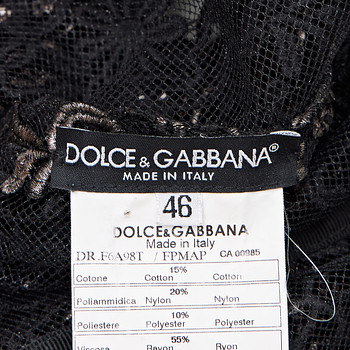 DOLCE & GABBANA®
MADE IN ITALY
46
DOLCE&GABBANA
Made in Italy
DR.F6A98T / FPMAP CA 00985
15%
Cotone Cotton Cotton
20%
Poliammidica Nylon Nylon
10%
Poliestere Polyester Polyester
55%
Viscosa Rayon Ryon